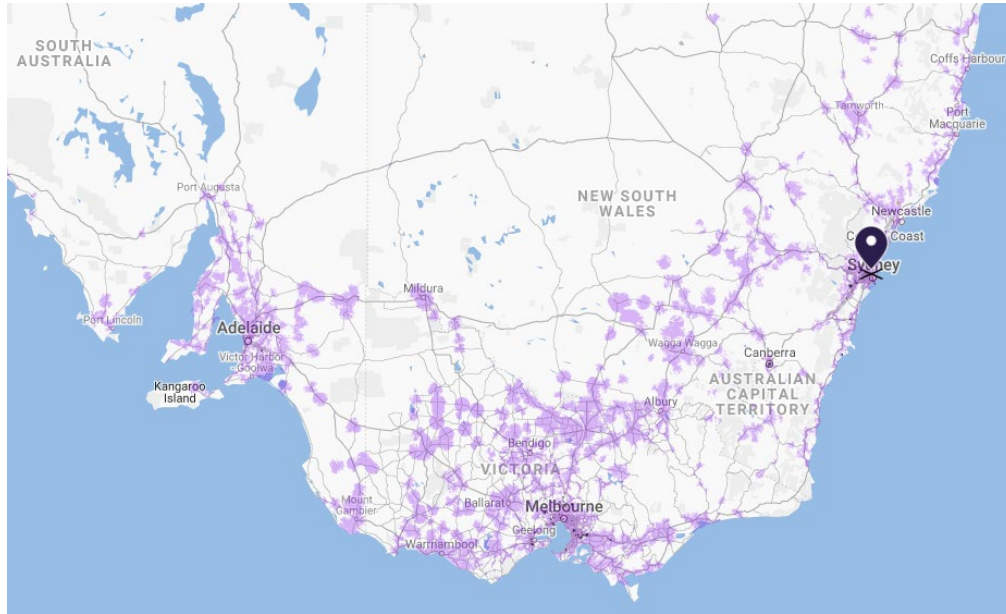 SOUTH
AUSTRALIA
Coffs Harbour
Tamworth
Port
Macquarie
Port Augusta
NEW SOUTH
WALES
Newcastle
Coast
Sydney
Mildura
Port Lincoln
Adelaide
Victor Harbor
- Goolwa
Wagga Wagga
Canberra
Kangaroo
Island
AUSTRALIAN
CAPITAL
TERRITORY
Albury
Bendigo
VICTORIA
Ballarat
Mount
Gambier
Melbourne
Geelong
Warrnambool